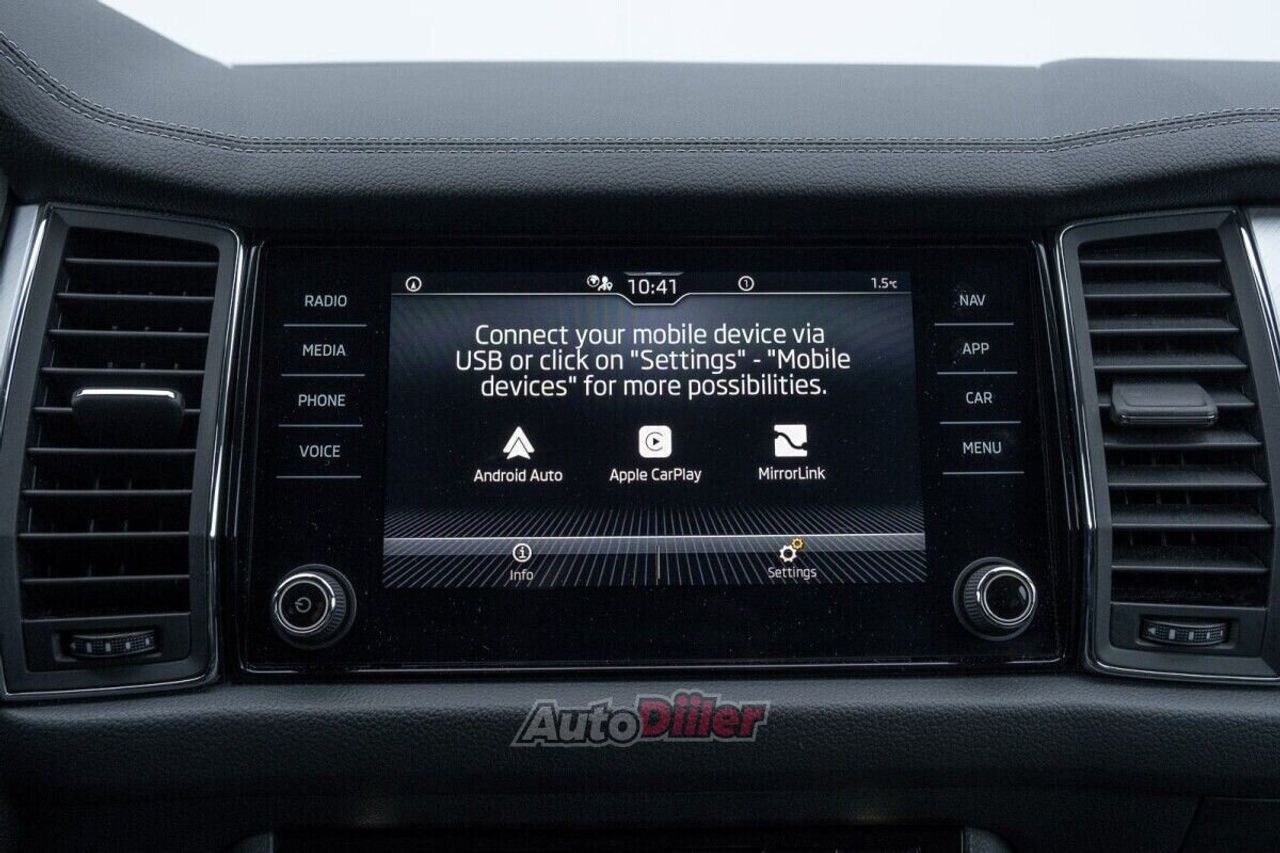 10:41
1
1.5°C
RADIO
MEDIA
PHONE
VOICE
Connect your mobile device via
USB or click on "Settings" - "Mobile
devices" for more possibilities.
Android Auto
Apple CarPlay
MirrorLink
Info
Settings
NAV
APP
CAR
MENU
AutoDiller